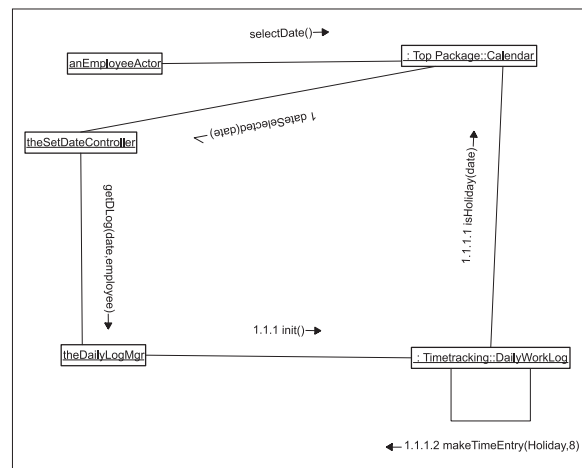 selectDate()
anEmployeeActor
: Top Package::Calendar
1 dateSelected(date)
theSetDateController
1.1.1.1 isHoliday(date)
getDLog(date,employee)
1.1.1 init()
theDailyLogMgr
: Timetracking::DailyWorkLog
1.1.1.2 makeTimeEntry(Holiday,8)